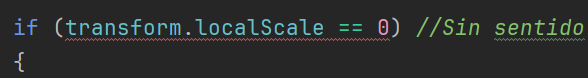 if (transform.localScale == 0) //Sin sentido
{